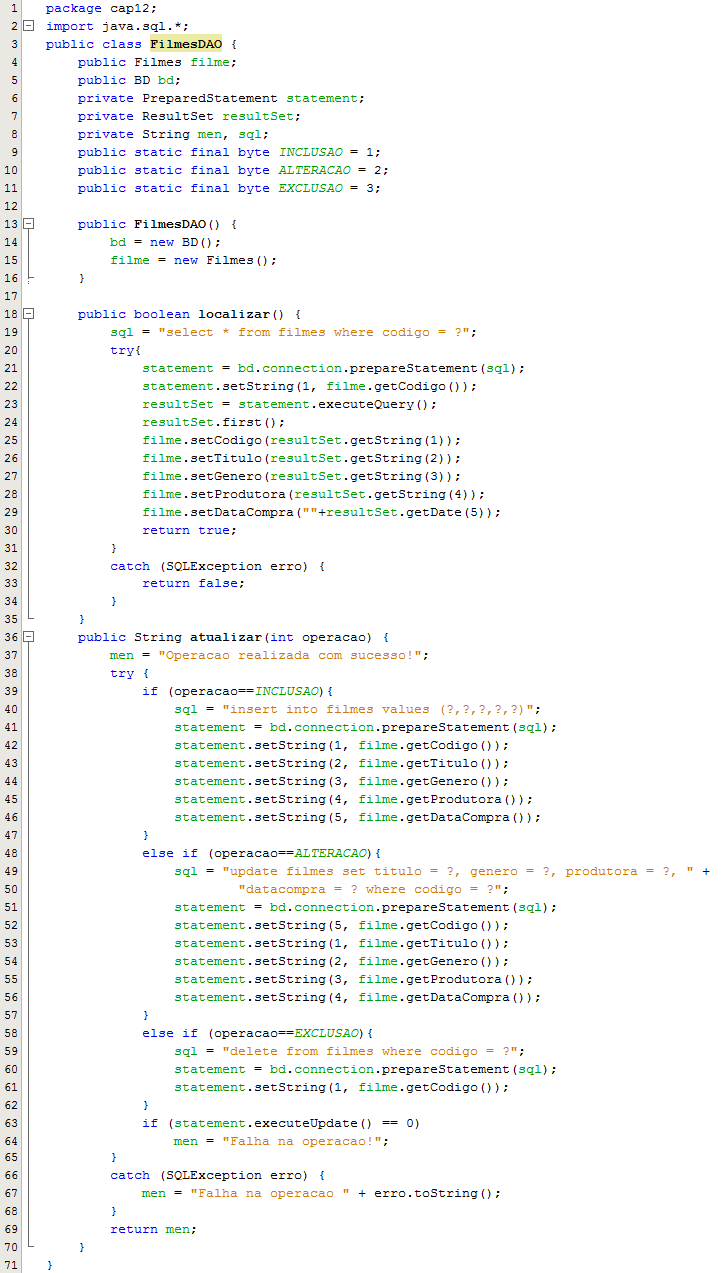 1 package cap12;
2 import java.sql.*;
3 public class FilmesDAO {
4     public Filmes filme;
5     public BD bd;
6     private PreparedStatement statement;
7     private ResultSet resultSet;
8     private String men, sql;
9     public static final byte INCLUSAO = 1;
10     public static final byte ALTERACAO = 2;
11     public static final byte EXCLUSAO = 3;
12
13     public FilmesDAO() {
14         bd = new BD();
15         filme = new Filmes();
16     }
17
18     public boolean localizar() {
19         sql = "select * from filmes where codigo = ?";
20         try{
21             statement = bd.connection.prepareStatement(sql);
22             statement.setString(1, filme.getCodigo());
23             resultSet = statement.executeQuery();
24             resultSet.first();
25             filme.setCodigo(resultSet.getString(1));
26             filme.setTitulo(resultSet.getString(2));
27             filme.setGenero(resultSet.getString(3));
28             filme.setProdutora(resultSet.getString(4));
29             filme.setDataCompra(""+resultSet.getDate(5));
30             return true;
31         }
32         catch (SQLException erro) {
33             return false;
34         }
35     }
36     public String atualizar(int operacao) {
37         men = "Operacao realizada com sucesso!";
38         try {
39             if (operacao==INCLUSAO){
40                 sql = "insert into filmes values (?,?,?,?,?)";
41                 statement = bd.connection.prepareStatement(sql);
42                 statement.setString(1, filme.getCodigo());
43                 statement.setString(2, filme.getTitulo());
44                 statement.setString(3, filme.getGenero());
45                 statement.setString(4, filme.getProdutora());
46                 statement.setString(5, filme.getDataCompra());
47             }
48             else if (operacao==ALTERACAO){
49                 sql = "update filmes set titulo = ?, genero = ?, produtora = ?, " +
50                         "datacompra = ? where codigo = ?";
51                 statement = bd.connection.prepareStatement(sql);
52                 statement.setString(5, filme.getCodigo());
53                 statement.setString(1, filme.getTitulo());
54                 statement.setString(2, filme.getGenero());
55                 statement.setString(3, filme.getProdutora());
56                 statement.setString(4, filme.getDataCompra());
57             }
58             else if (operacao==EXCLUSAO){
59                 sql = "delete from filmes where codigo = ?";
60                 statement = bd.connection.prepareStatement(sql);
61                 statement.setString(1, filme.getCodigo());
62             }
63             if (statement.executeUpdate() == 0)
64                 men = "Falha na operacao!";
65         }
66         catch (SQLException erro) {
67             men = "Falha na operacao " + erro.toString();
68         }
69         return men;
70     }
71 }